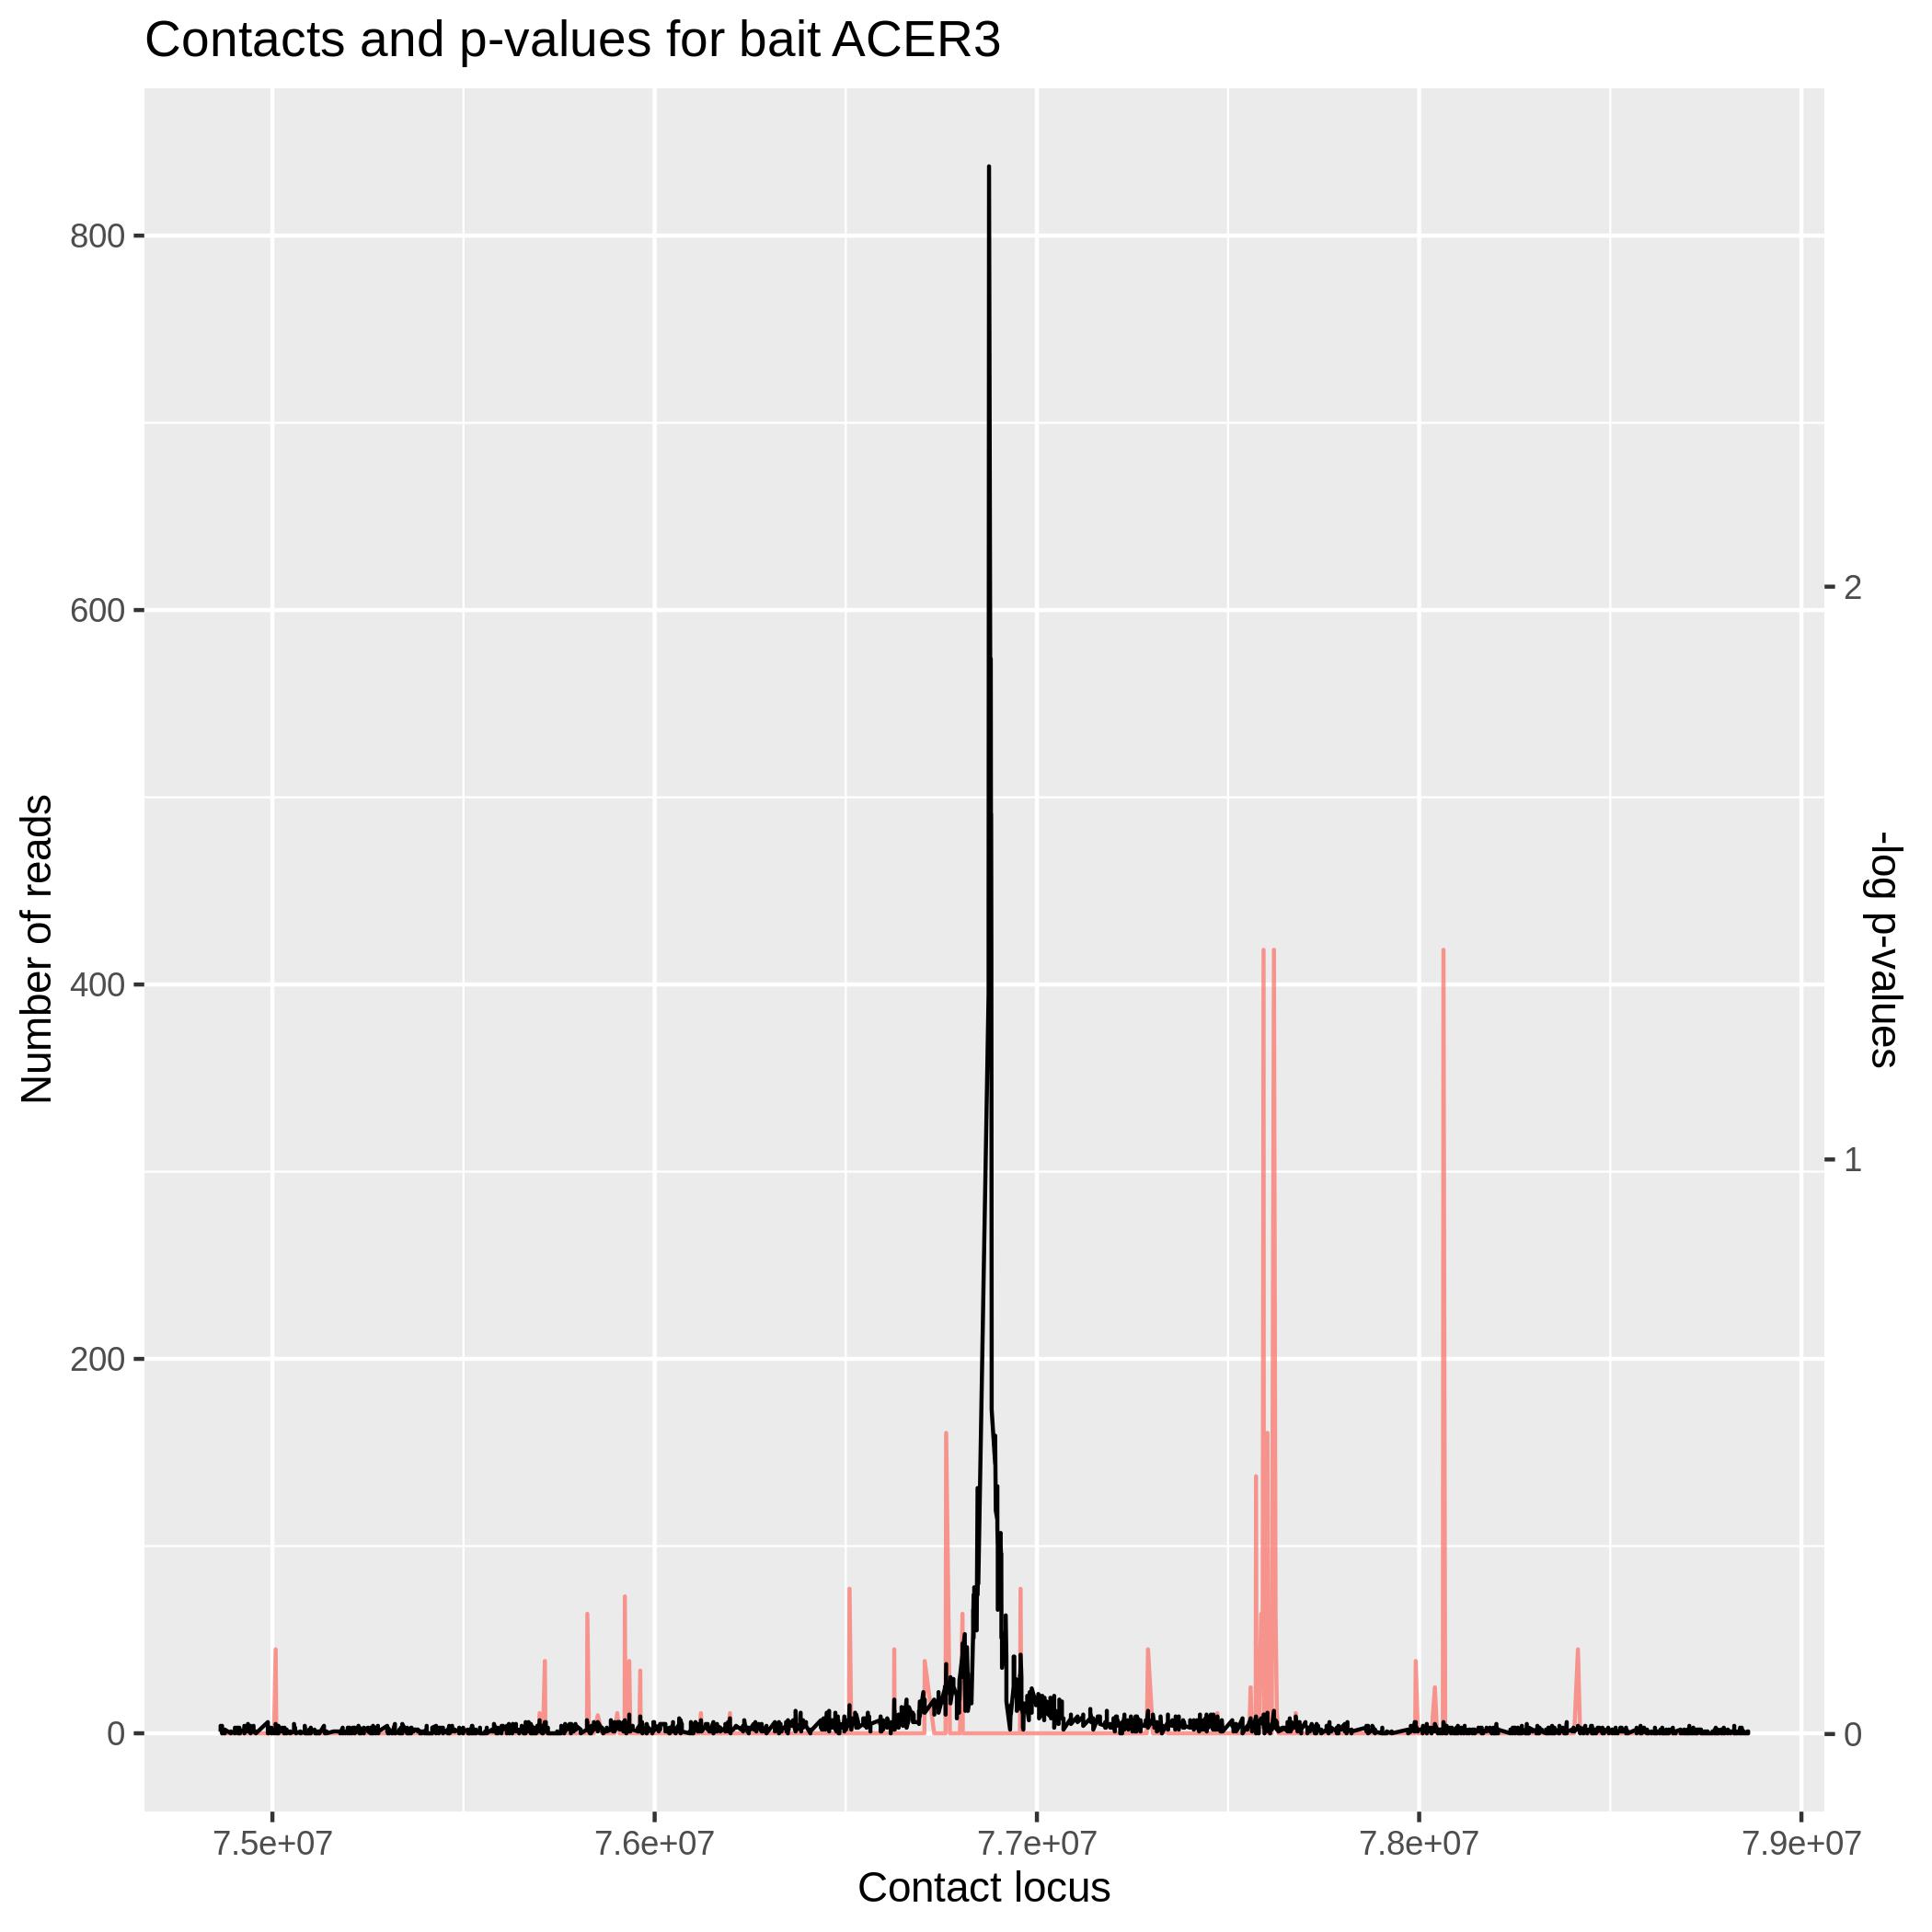 Contacts and p-values for bait ACER3
800
600
400
200
0
Number of reads
2
1
0
-log p-values
7.5e+07
7.6e+07
7.7e+07
7.8e+07
7.9e+07
Contact locus